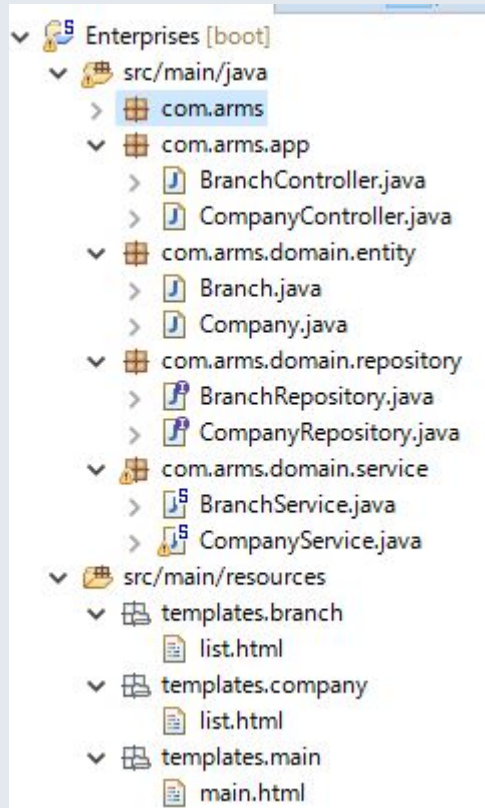 Enterprises [boot]
src/main/java
com.arms
com.arms.app
BranchController.java
CompanyController.java
com.arms.domain.entity
Branch.java
Company.java
com.arms.domain.repository
BranchRepository.java
CompanyRepository.java
com.arms.domain.service
BranchService.java
CompanyService.java
src/main/resources
templates.branch
list.html
templates.company
list.html
templates.main
main.html